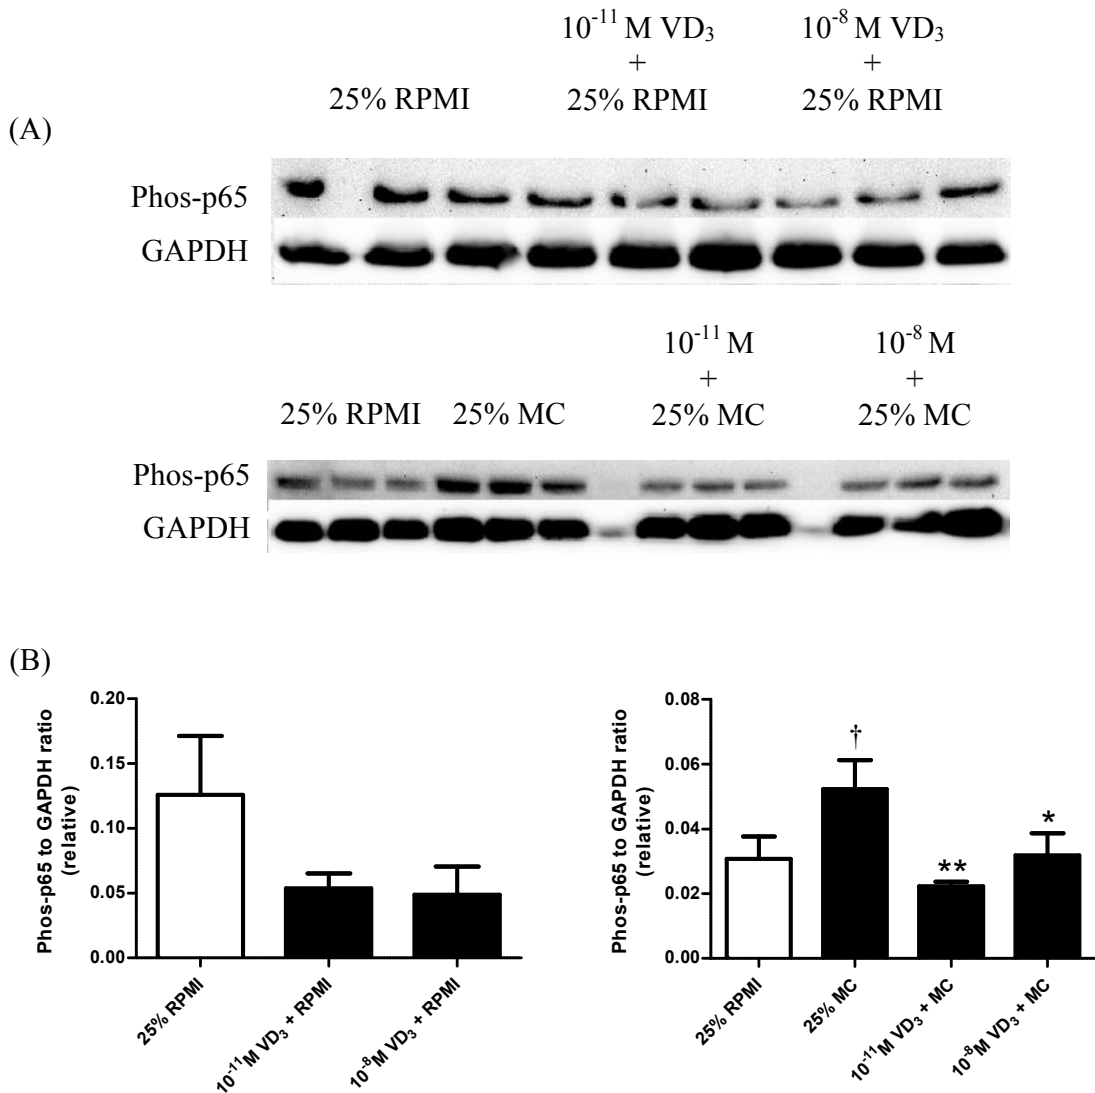 10⁻¹¹ M VD₃ 10⁻⁸ M VD₃
+ +
25% RPMI 25% RPMI 25% RPMI
(A)
Phos-p65
GAPDH
10⁻¹¹ M 10⁻⁸ M
+ +
25% RPMI 25% MC 25% MC 25% MC
Phos-p65
GAPDH
(B)
Phos-p65 to GAPDH ratio
(relative)
0.20
0.15
0.10
0.05
0.00
25% RPMI
10⁻¹¹M VD₃ + RPMI
10⁻⁸M VD₃ + RPMI
Phos-p65 to GAPDH ratio
(relative)
0.08
0.06
0.04
0.02
0.00
†
**
*
25% RPMI
25% MC
10⁻¹¹M VD₃ + MC
10⁻⁸M VD₃ + MC